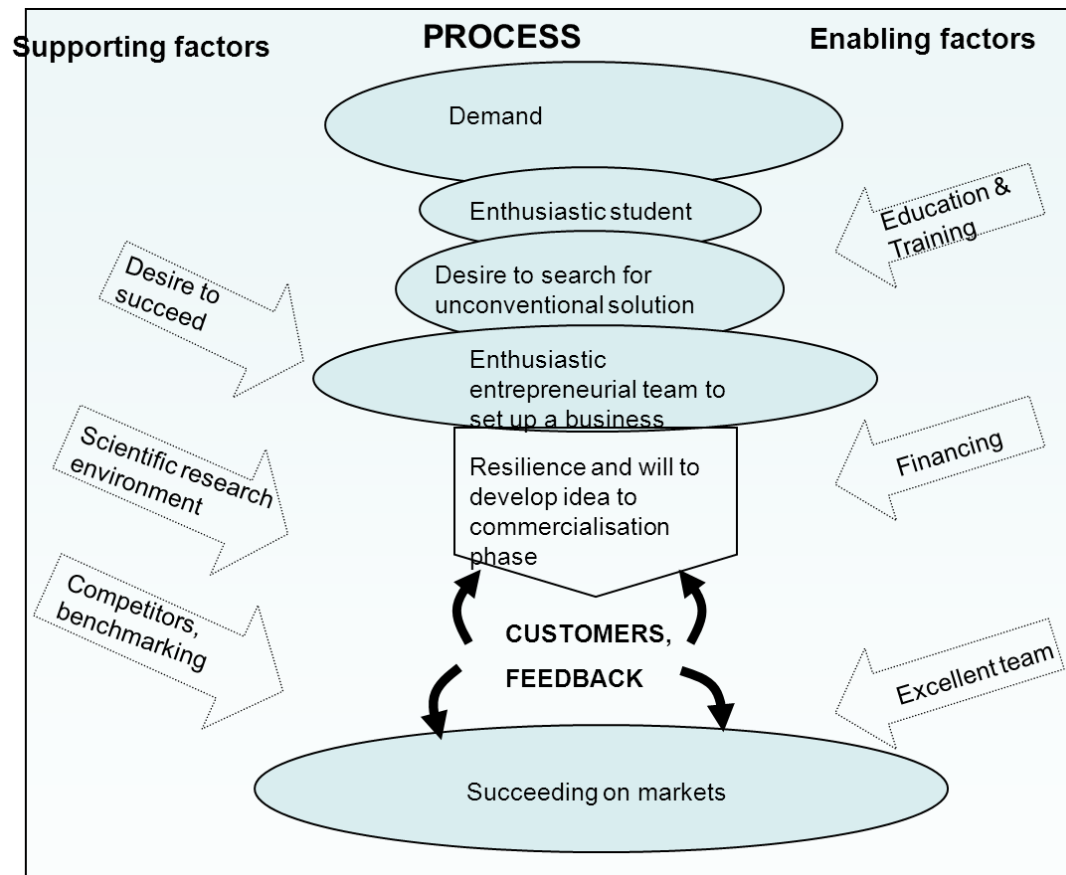 Supporting factors
PROCESS
Enabling factors
Demand
Enthusiastic student
Education &
Training
Desire to search for
unconventional solution
Desire to
succeed
Enthusiastic
entrepreneurial team to
set up a business
Scientific research
environment
Resilience and will to
develop idea to
commercialisation
phase
Financing
Competitors,
benchmarking
CUSTOMERS,
FEEDBACK
Excellent team
Succeeding on markets